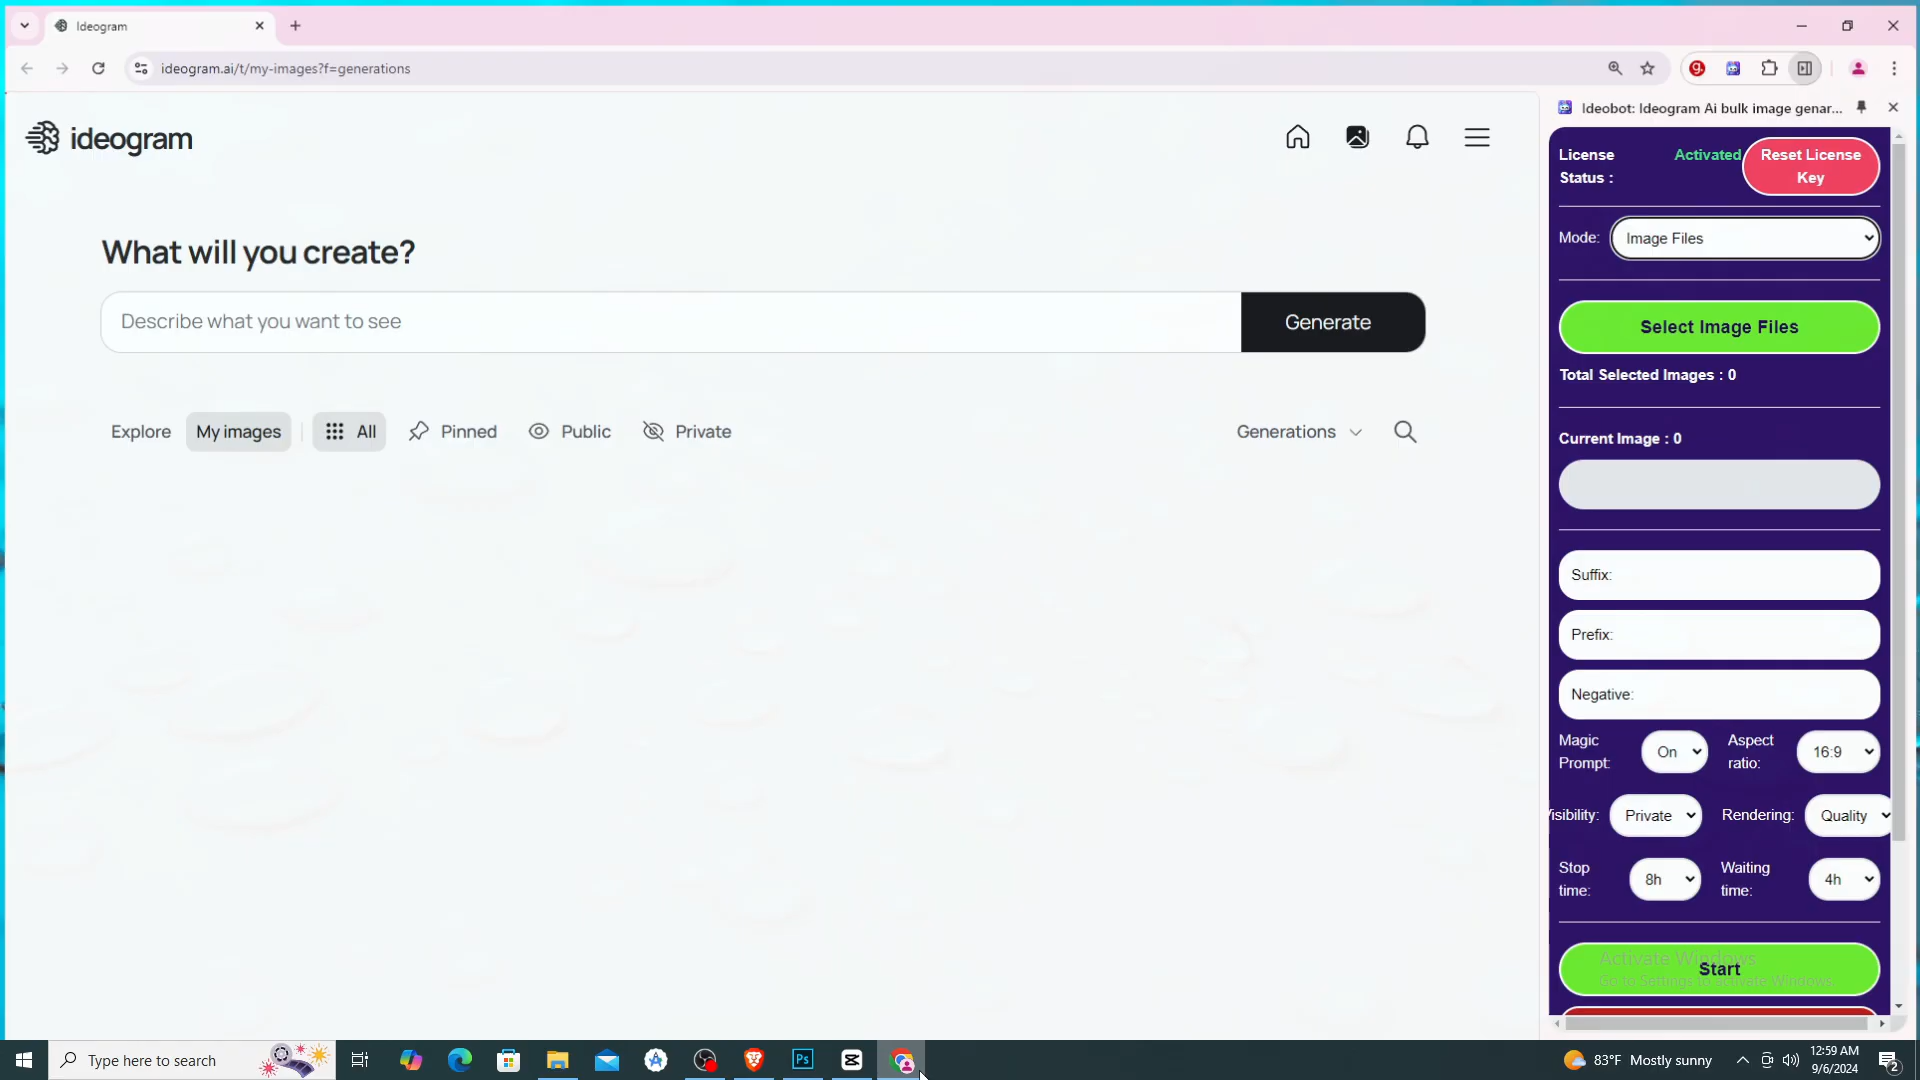 Ideogram
ideogram.ai/t/my-images?f=generations
Ideobot: Ideogram Ai bulk image genar...
ideogram
What will you create?
Describe what you want to see
Generate
Explore
My images
All
Pinned
Public
Private
Generations
License
Status :
Activated
Reset License
Key
Mode:
Image Files
Select Image Files
Total Selected Images : 0
Current Image : 0
Suffix:
Prefix:
Negative:
Magic
Prompt:
On
Aspect
ratio:
16:9
isibility:
Private
Rendering:
Quality
Stop
time:
8h
Waiting
time:
4h
Activate Windows
Start
Go to Settings to activate Windows.
Type here to search
Ps
83°F Mostly sunny
12:59 AM
9/6/2024
2